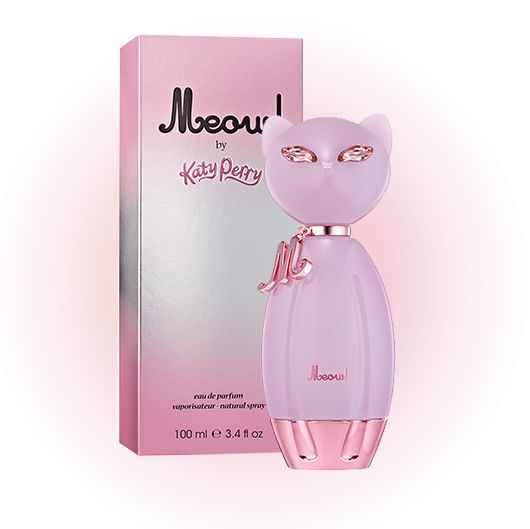 Meow!
by
Katy Perry
M
Meow!
eau de parfum
vaporisateur · natural spray
100 ml ℮ 3.4 fl oz